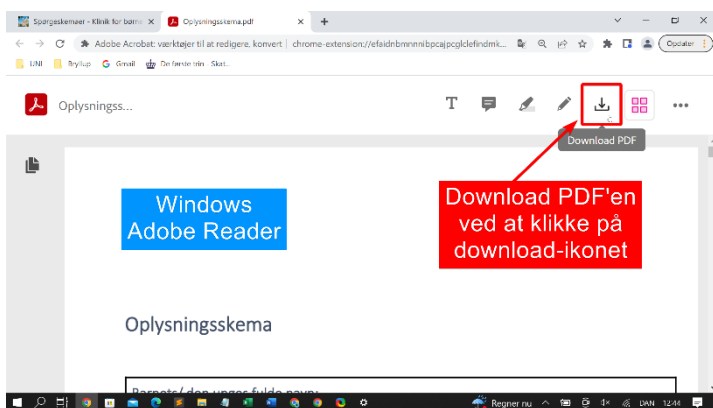 Spørgeskemaer - Klinik for børne
Oplysningsskema.pdf
Adobe Acrobat: værktøjer til at redigere, konvert | chrome-extension://efaidnbmnnnibpcajpcglclefindmk...
Opdater
UNI Bryllup Gmail De første trin - Skat...
Oplysningss...
Download PDF
Windows
Adobe Reader
Download PDF'en
ved at klikke på
download-ikonet
Oplysningsskema
Barnets/ den unges fulde navn:
Regner nu DAN 12:44